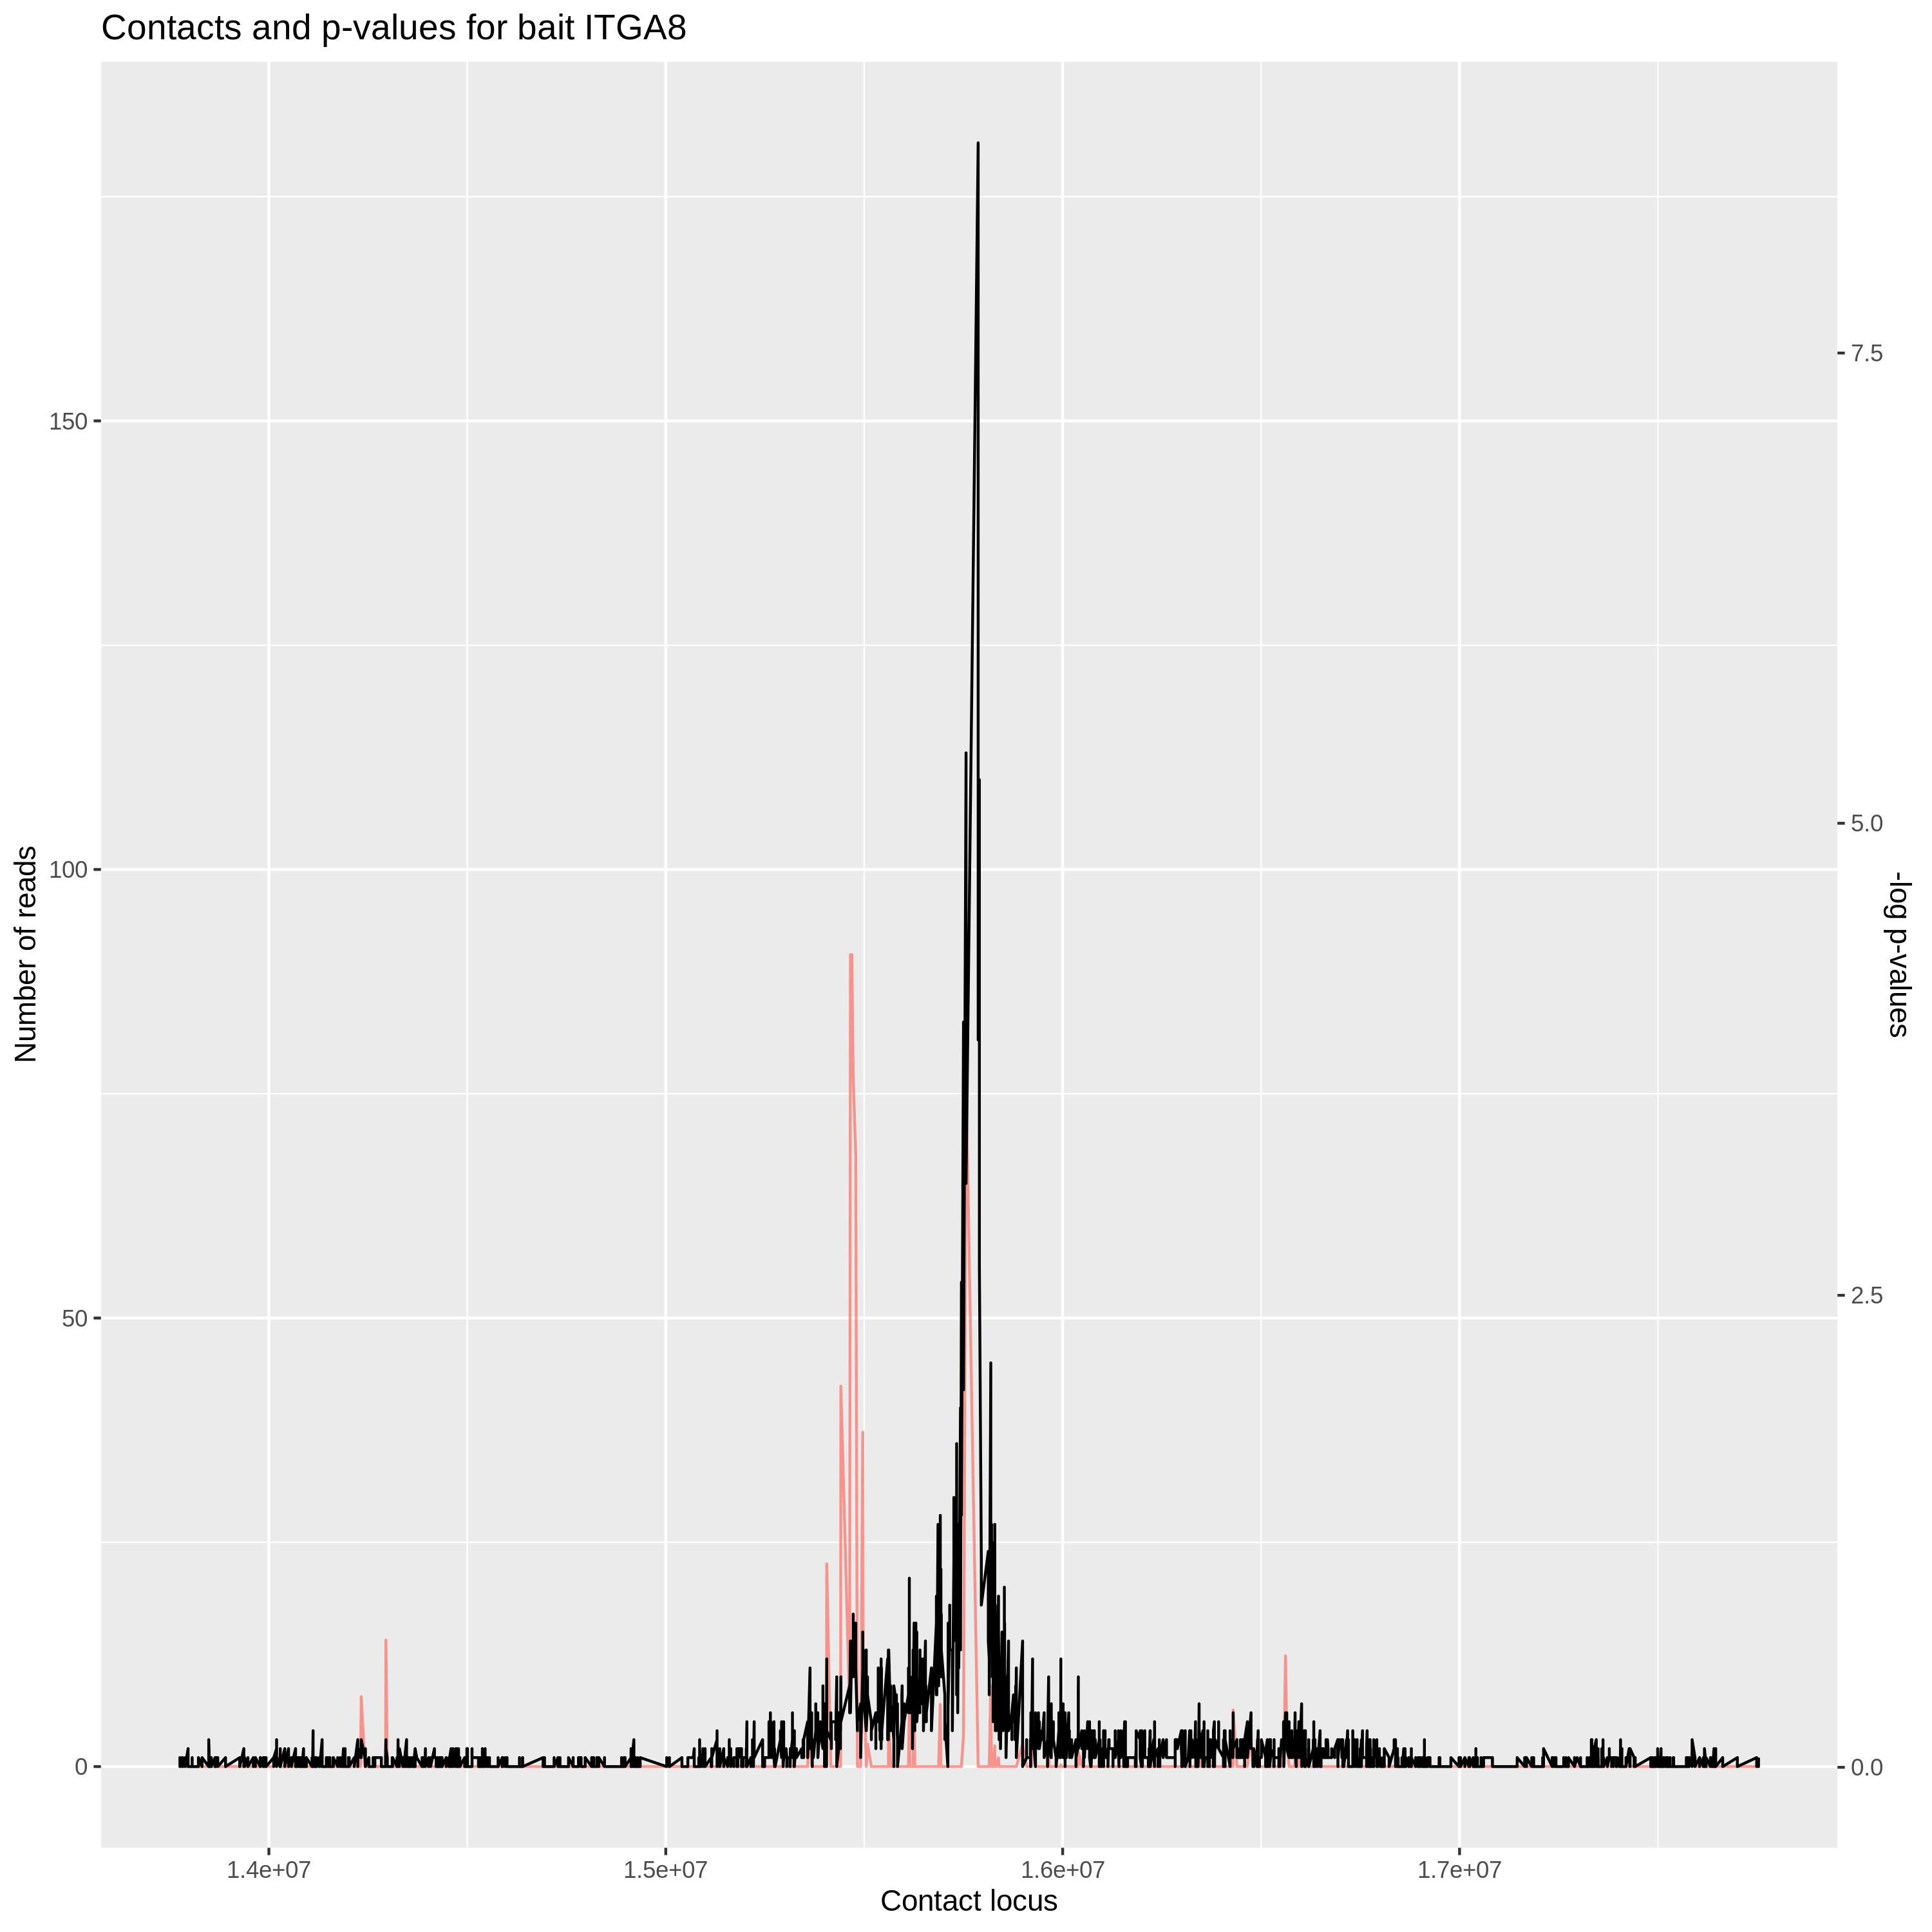 Contacts and p-values for bait ITGA8
Number of reads
150
100
50
0
7.5
5.0
2.5
0.0
-log p-values
1.4e+07
1.5e+07
1.6e+07
1.7e+07
Contact locus